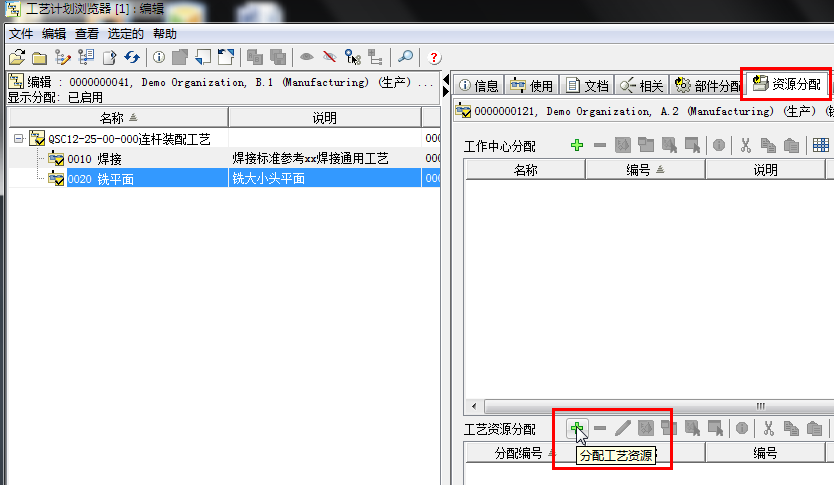 工艺计划浏览器 [1] : 编辑
文件 编辑 查看 选定的 帮助
编辑 : 0000000041, Demo Organization, B.1 (Manufacturing) (生产) ...
显示分配: 已启用
名称 说明
QSC12-25-00-000连杆装配工艺 000
0010 焊接 焊接标准参考xx焊接通用工艺 000
0020 铣平面 铣大小头平面 000
信息 使用 文档 相关 部件分配 资源分配
0000000121, Demo Organization, A.2 (Manufacturing) (生产)
工作中心分配
名称 编号 说明
工艺资源分配
分配编号 编号
分配工艺资源